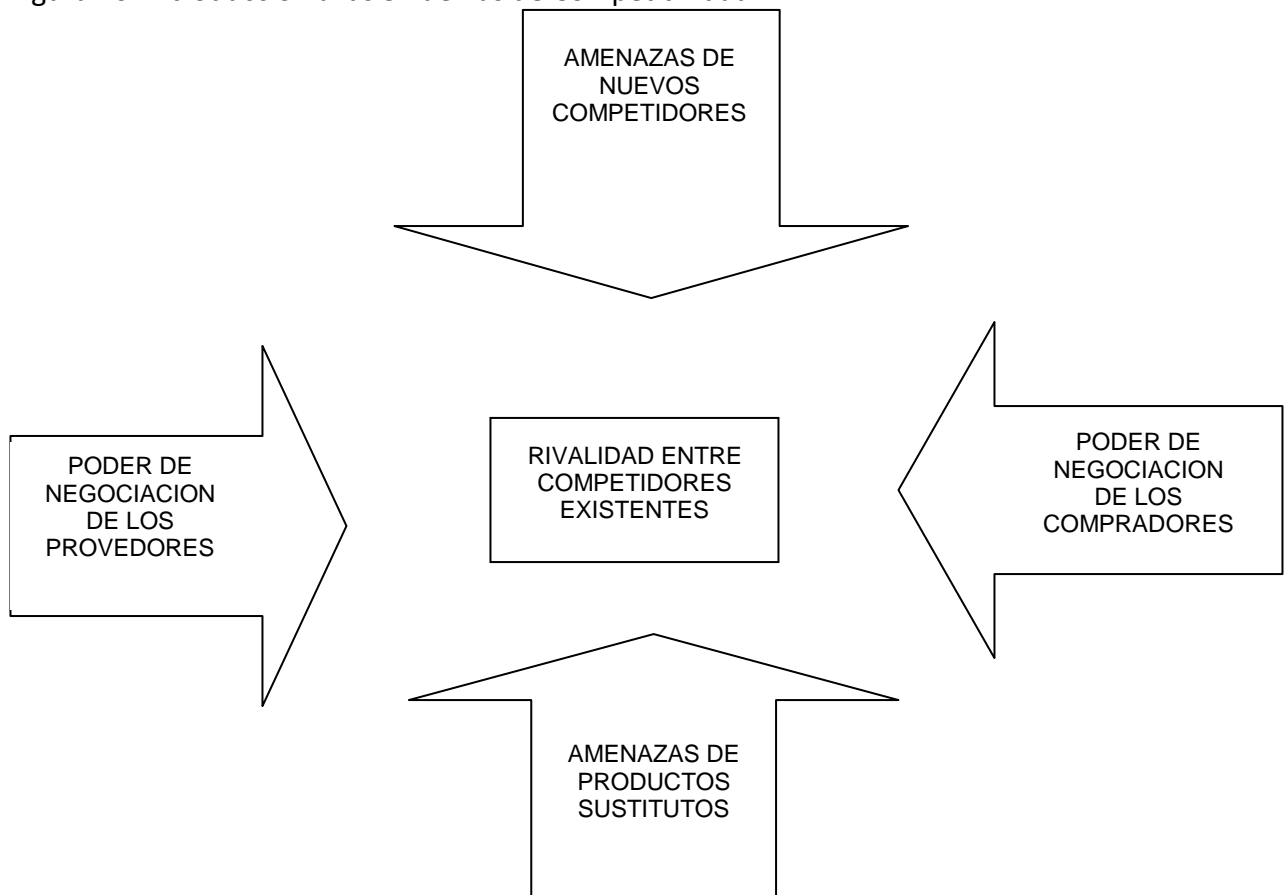 AMENAZAS DE
NUEVOS
COMPETIDORES
PODER DE
NEGOCIACION
DE LOS
PROVEDORES
RIVALIDAD ENTRE
COMPETIDORES
EXISTENTES
PODER DE
NEGOCIACION
DE LOS
COMPRADORES
AMENAZAS DE
PRODUCTOS
SUSTITUTOS